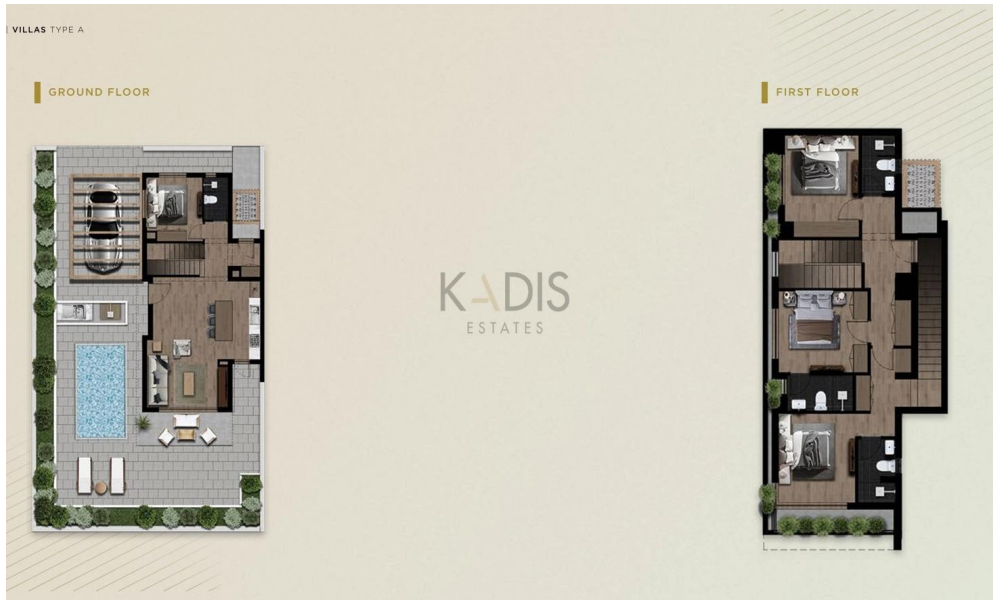 VILLAS TYPE A
GROUND FLOOR
FIRST FLOOR
KADIS
ESTATES